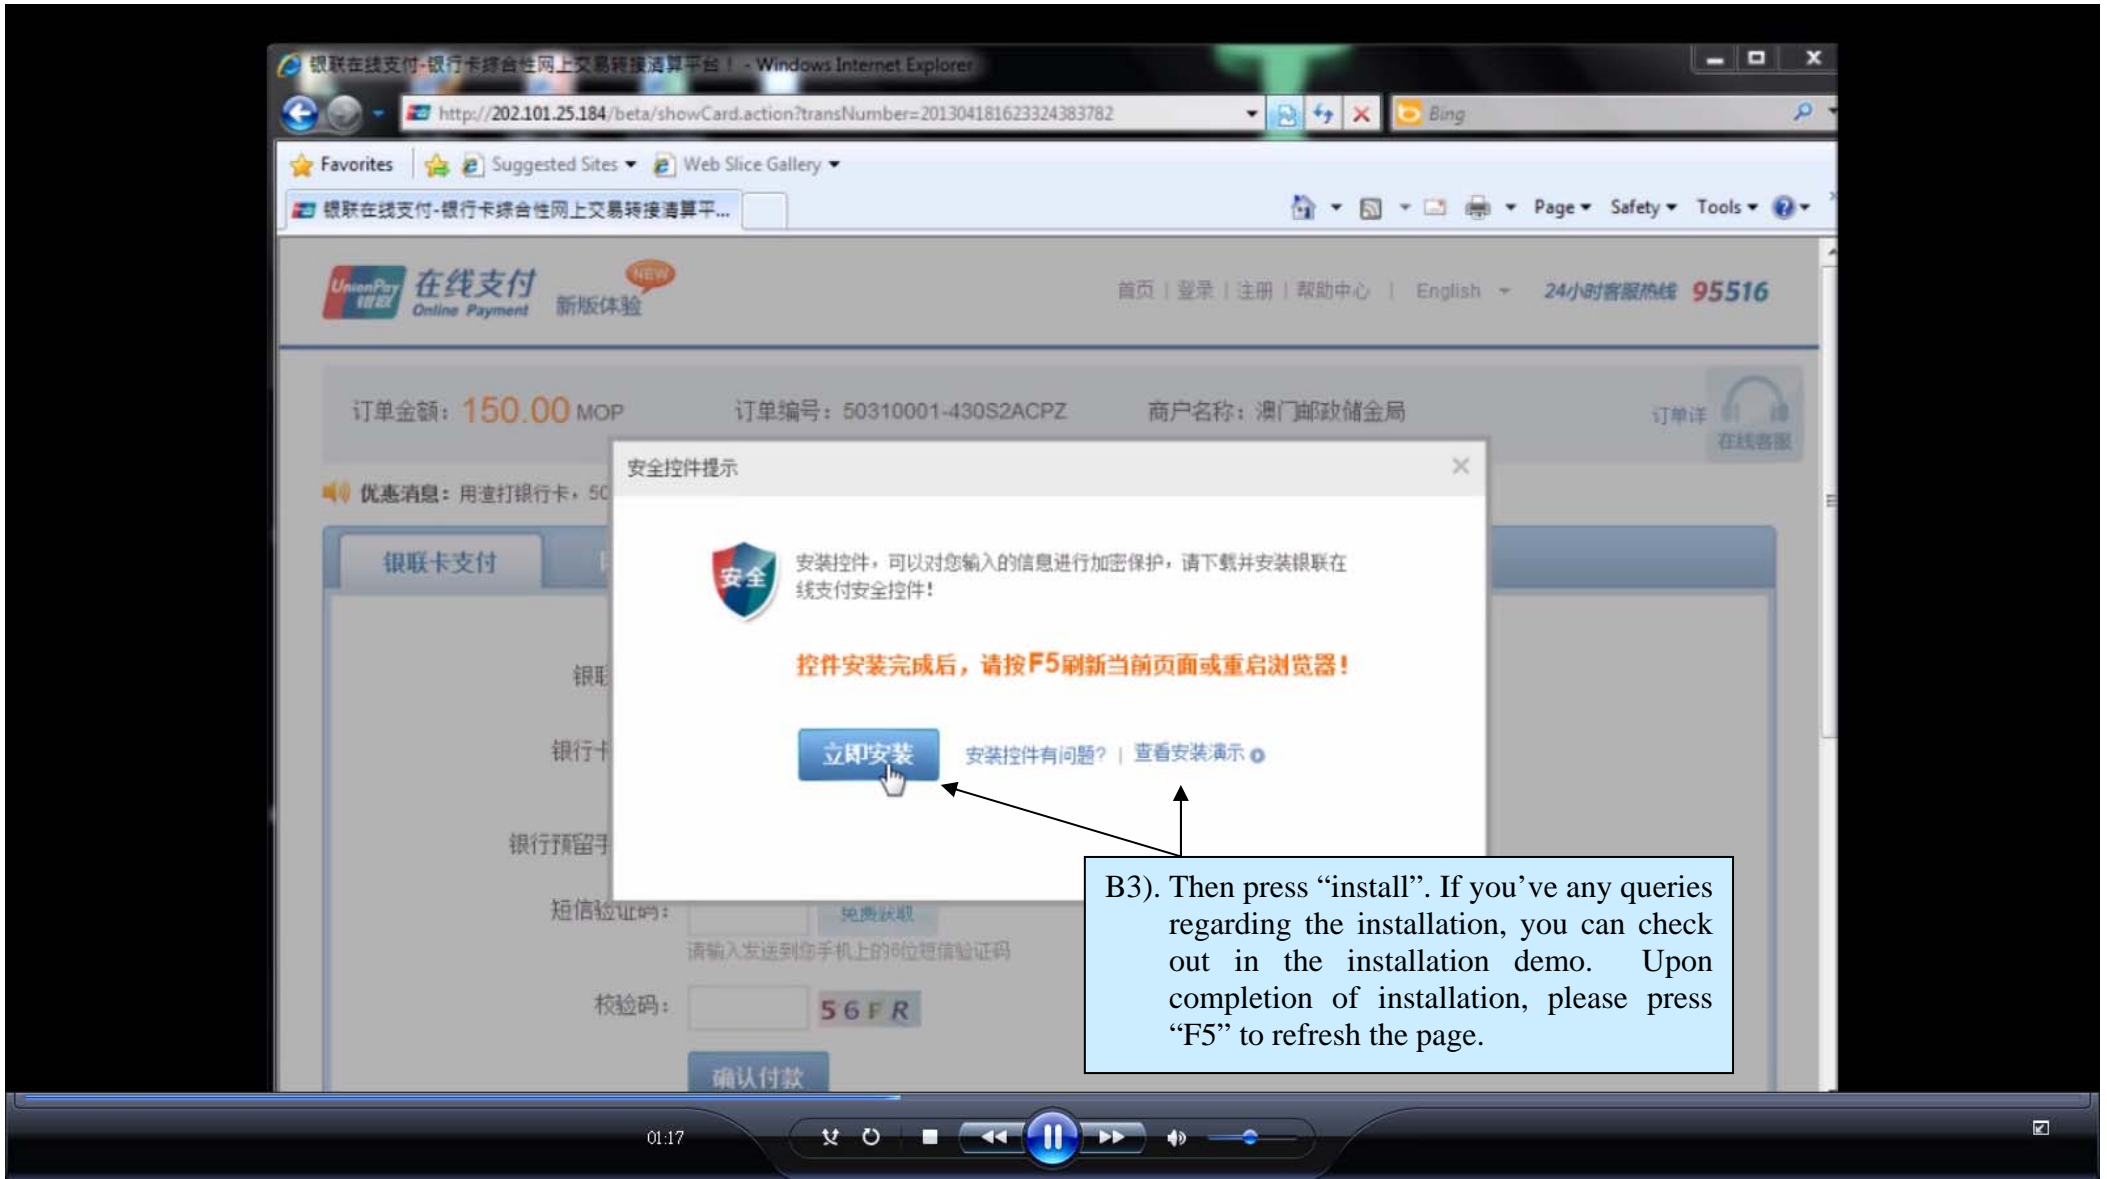 银联在线支付-银行卡综合性网上交易转接清算平台！ - Windows Internet Explorer
http://202.101.25.184/beta/showCard.action?transNumber=201304181623324383782
Bing
Favorites Suggested Sites Web Slice Gallery
银联在线支付-银行卡综合性网上交易转接清算平...
Page Safety Tools
UnionPay 银联 在线支付 Online Payment 新版体验 NEW
首页 | 登录 | 注册 | 帮助中心 | English 24小时客服热线 95516
订单金额：150.00 MOP 订单编号：50310001-430S2ACPZ 商户名称：澳门邮政储金局 订单详
在线客服
安全控件提示
优惠消息：用渣打银行卡，50
银联卡支付
安全
安装控件，可以对您输入的信息进行加密保护，请下载并安装银联在
线支付安全控件！
控件安装完成后，请按F5刷新当前页面或重启浏览器！
银联
银行卡
立即安装 安装控件有问题？ | 查看安装演示
银行预留手
短信验证码： 免费获取
请输入发送到您手机上的6位短信验证码
校验码： 56FR
确认付款
B3). Then press “install”. If you’ve any queries
regarding the installation, you can check
out in the installation demo. Upon
completion of installation, please press
“F5” to refresh the page.
01:17